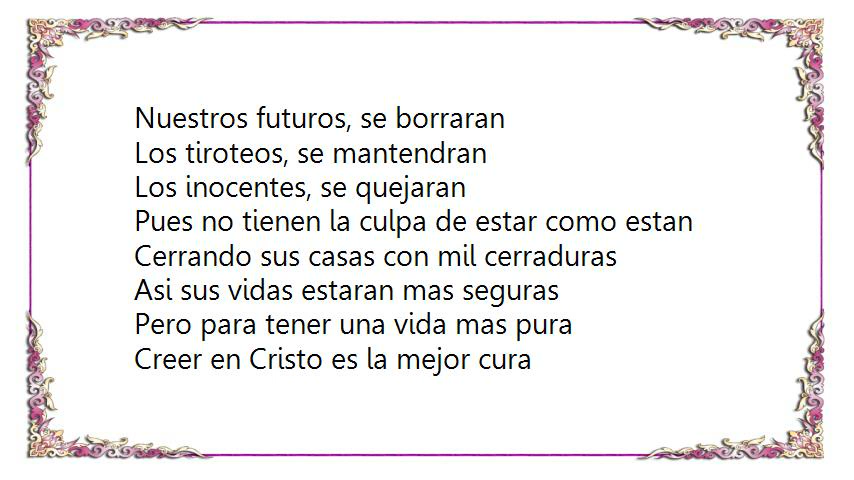 Nuestros futuros, se borraran
Los tiroteos, se mantendran
Los inocentes, se quejaran
Pues no tienen la culpa de estar como estan
Cerrando sus casas con mil cerraduras
Asi sus vidas estaran mas seguras
Pero para tener una vida mas pura
Creer en Cristo es la mejor cura